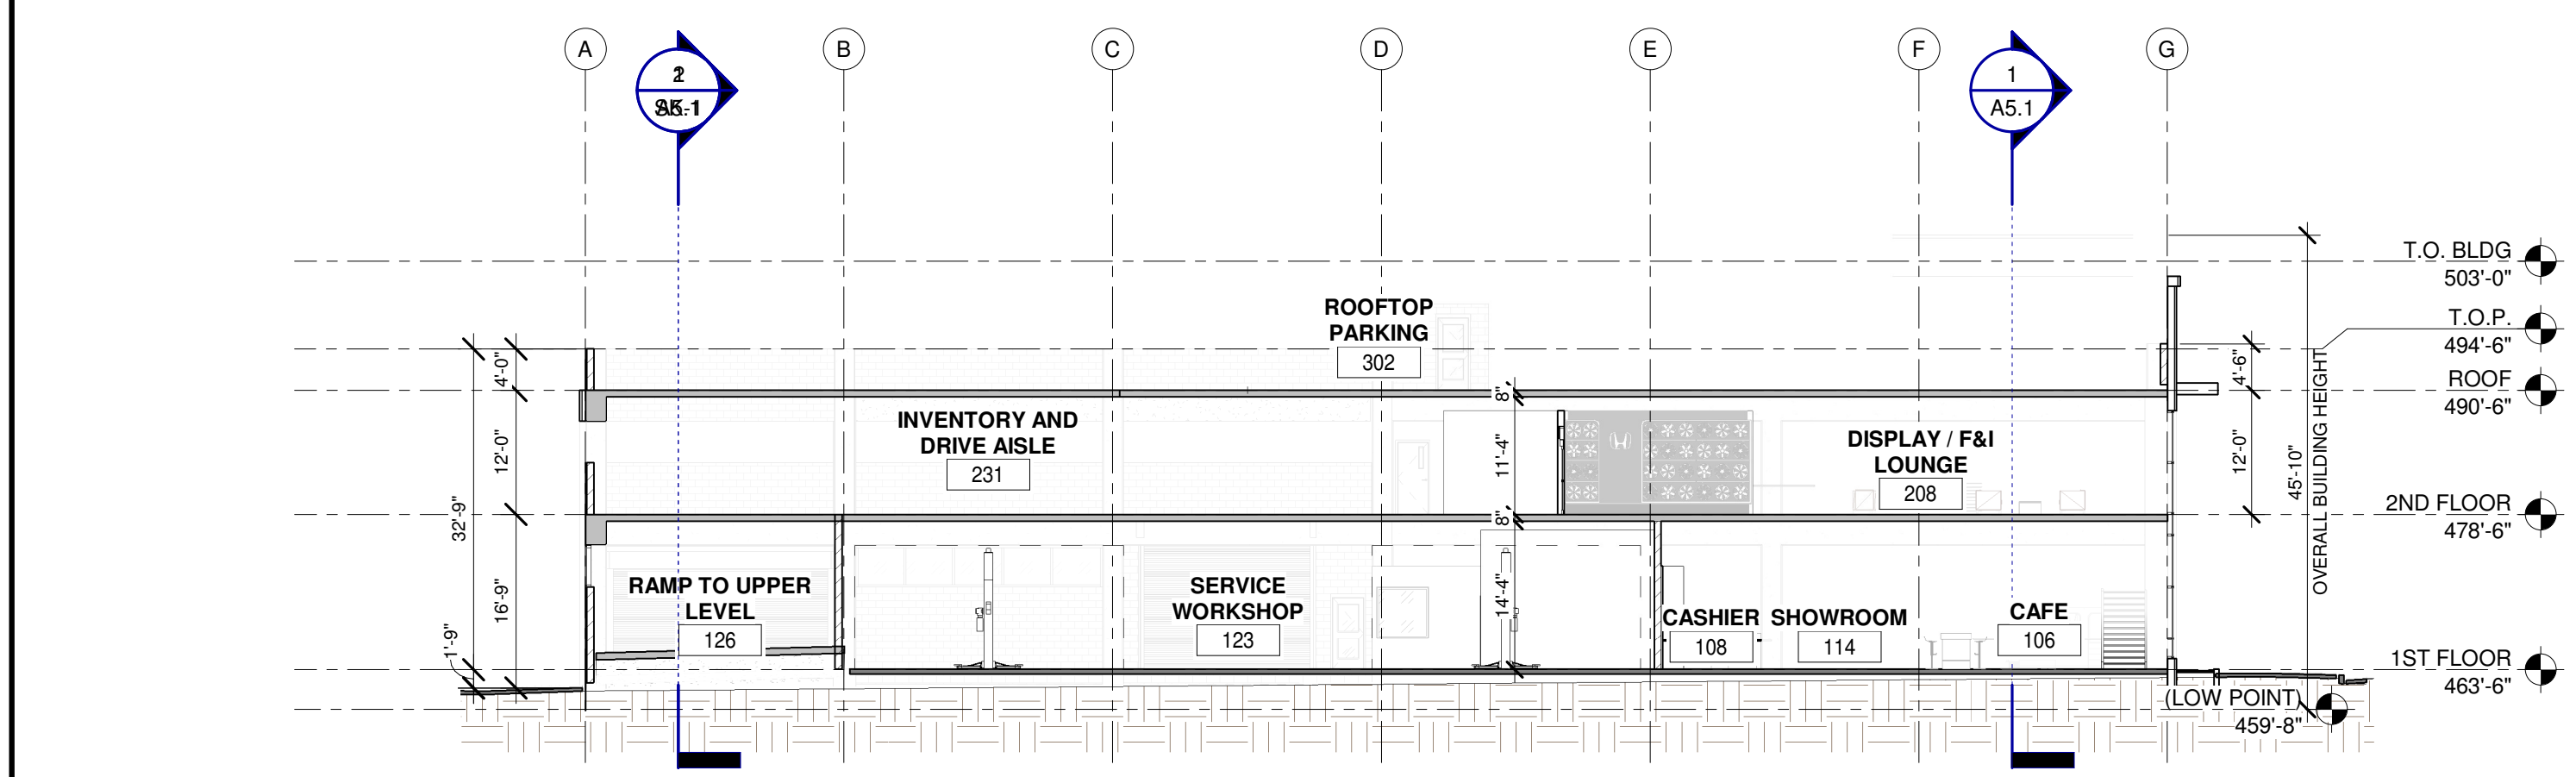 A
B
C
D
E
F
G
1
A5.1
T.O. BLDG
503'-0"
T.O.P.
494'-6"
ROOF
490'-6"
2ND FLOOR
478'-6"
1ST FLOOR
463'-6"
(LOW POINT)
459'-8"
ROOFTOP
PARKING
302
INVENTORY AND
DRIVE AISLE
231
DISPLAY / F&I
LOUNGE
208
RAMP TO UPPER
LEVEL
126
SERVICE
WORKSHOP
123
CASHIER
108
SHOWROOM
114
CAFE
106
4'-0"
12'-0"
16'-9"
32'-9"
1'-9"
8"
11'-4"
8"
14'-4"
4'-6"
12'-0"
45'-10"
OVERALL BUILDING HEIGHT